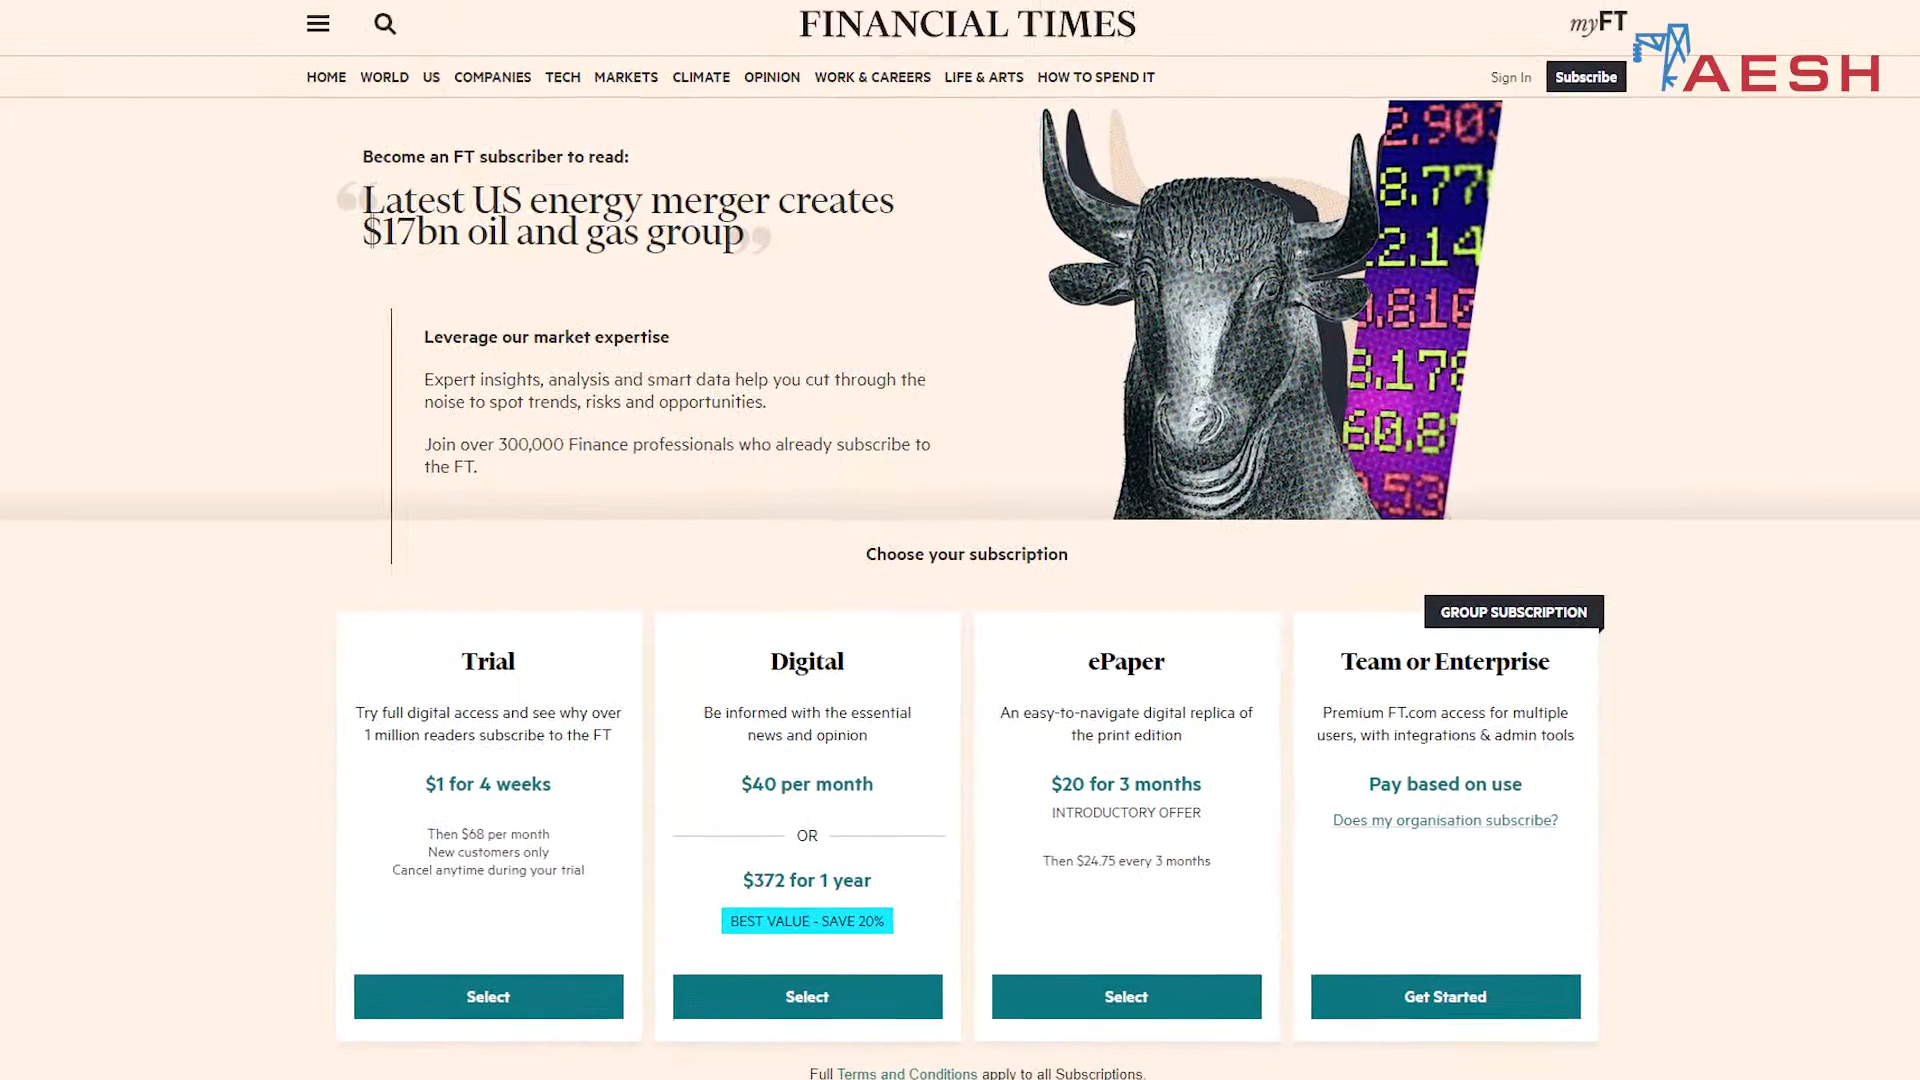 FINANCIAL TIMES
myFT
AESH
HOME WORLD US COMPANIES TECH MARKETS CLIMATE OPINION WORK & CAREERS LIFE & ARTS HOW TO SPEND IT
Sign In Subscribe
Become an FT subscriber to read:
“Latest US energy merger creates
$17bn oil and gas group”
Leverage our market expertise
Expert insights, analysis and smart data help you cut through the
noise to spot trends, risks and opportunities.
Join over 300,000 Finance professionals who already subscribe to
the FT.
Choose your subscription
GROUP SUBSCRIPTION
Trial
Try full digital access and see why over
1 million readers subscribe to the FT
$1 for 4 weeks
Then $68 per month
New customers only
Cancel anytime during your trial
Select
Digital
Be informed with the essential
news and opinion
$40 per month
OR
$372 for 1 year
BEST VALUE - SAVE 20%
Select
ePaper
An easy-to-navigate digital replica of
the print edition
$20 for 3 months
INTRODUCTORY OFFER
Then $24.75 every 3 months
Select
Team or Enterprise
Premium FT.com access for multiple
users, with integrations & admin tools
Pay based on use
Does my organisation subscribe?
Get Started
Full Terms and Conditions apply to all Subscriptions.